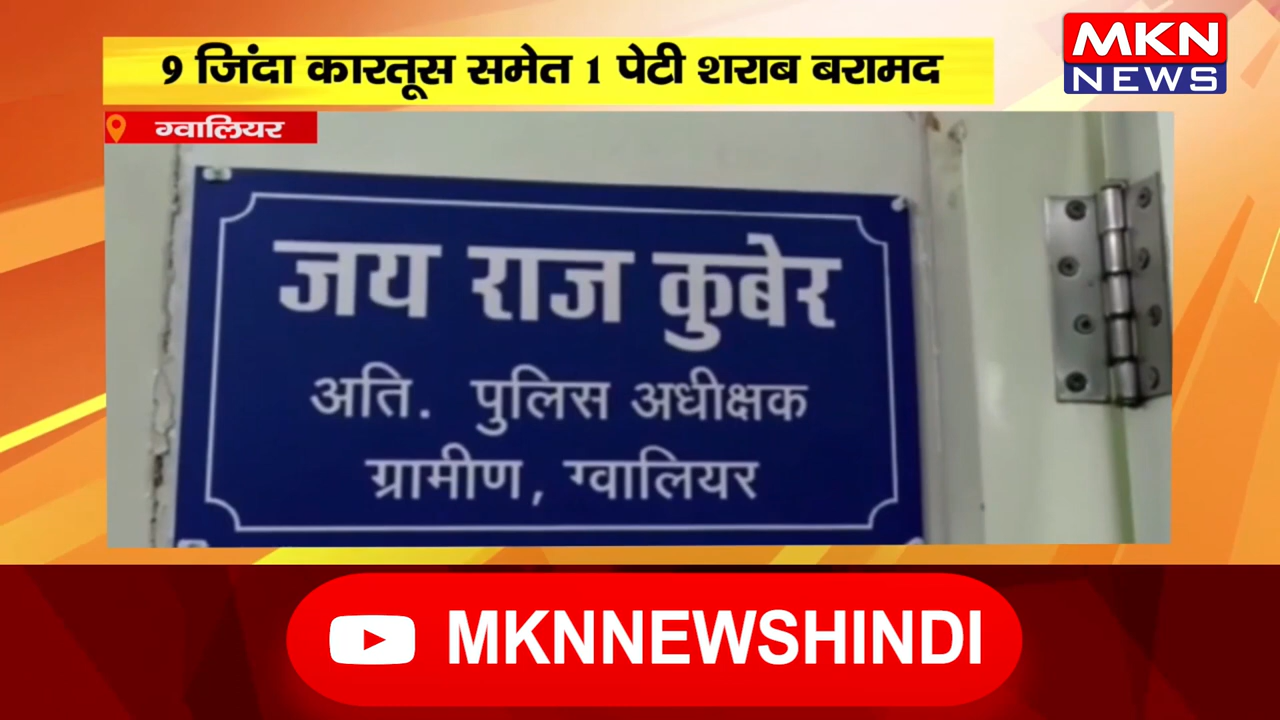 9 जिंदा कारतूस समेत 1 पेटी शराब बरामद
MKN
NEWS
ग्वालियर
जय राज कुबेर
अति. पुलिस अधीक्षक
ग्रामीण, ग्वालियर
MKNNEWSHINDI